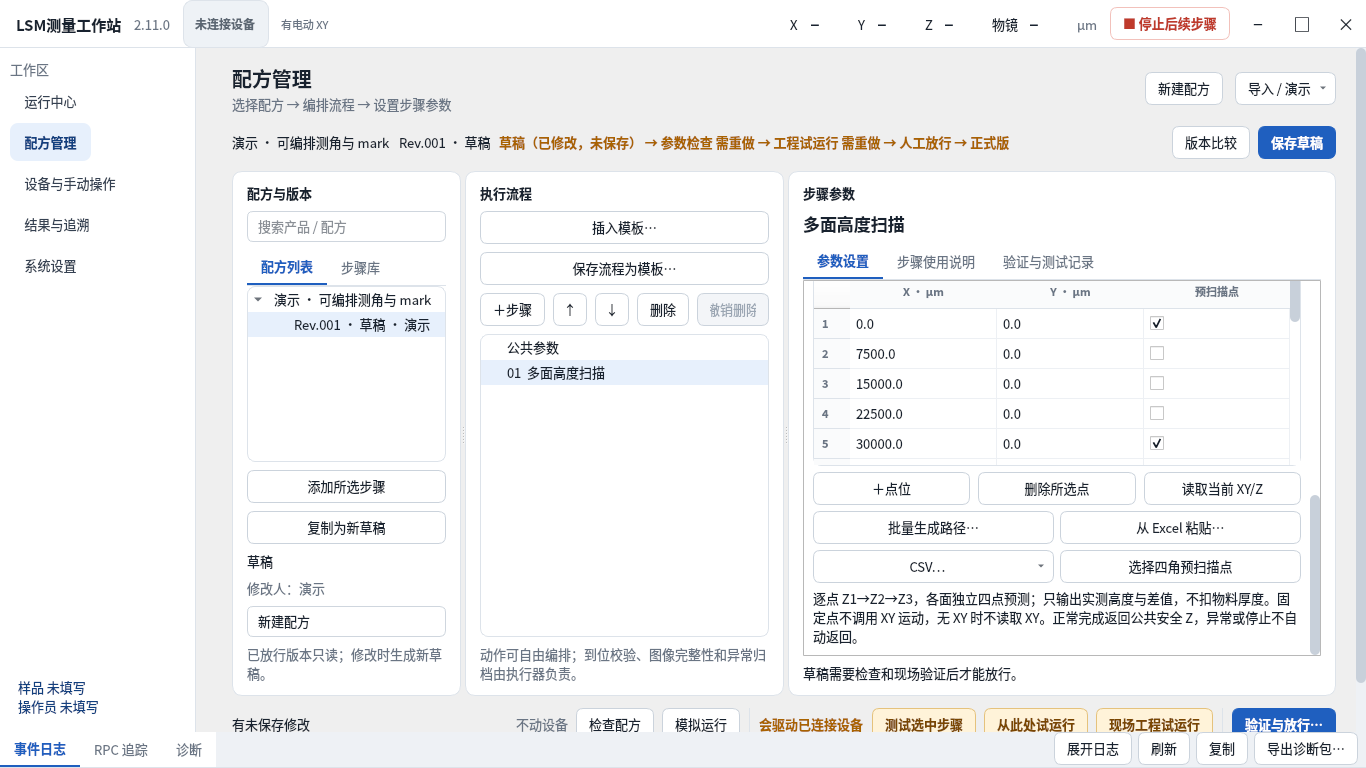 LSM测量工作站 2.11.0 未连接设备 有电动 XY X – Y – Z – 物镜 – μm 停止后续步骤
工作区
运行中心
配方管理
设备与手动操作
结果与追溯
系统设置
样品 未填写
操作员 未填写
配方管理
选择配方 → 编排流程 → 设置步骤参数
新建配方 导入 / 演示
演示 · 可编排测角与 mark Rev.001 · 草稿 草稿（已修改，未保存） → 参数检查 需重做 → 工程试运行 需重做 → 人工放行 → 正式版
版本比较 保存草稿
配方与版本
搜索产品 / 配方
配方列表 步骤库
演示 · 可编排测角与 mark
Rev.001 · 草稿 · 演示
添加所选步骤
复制为新草稿
草稿
修改人：演示
新建配方
已放行版本只读；修改时生成新草
稿。
执行流程
插入模板…
保存流程为模板…
＋步骤 ↑ ↓ 删除 撤销删除
公共参数
01 多面高度扫描
动作可自由编排；到位校验、图像完整性和异常归
档由执行器负责。
步骤参数
多面高度扫描
参数设置 步骤使用说明 验证与测试记录
X · μm Y · μm 预扫描点
1 0.0 0.0
2 7500.0 0.0
3 15000.0 0.0
4 22500.0 0.0
5 30000.0 0.0
＋点位 删除所选点 读取当前 XY/Z
批量生成路径… 从 Excel 粘贴…
CSV… 选择四角预扫描点
逐点 Z1→Z2→Z3，各面独立四点预测；只输出实测高度与差值，不扣物料厚度。固
定点不调用 XY 运动，无 XY 时不读取 XY。正常完成返回公共安全 Z，异常或停止不自
动返回。
草稿需要检查和现场验证后才能放行。
有未保存修改 不动设备 检查配方 模拟运行 会驱动已连接设备 测试选中步骤 从此处试运行 现场工程试运行 验证与放行…
事件日志 RPC 追踪 诊断 展开日志 刷新 复制 导出诊断包…